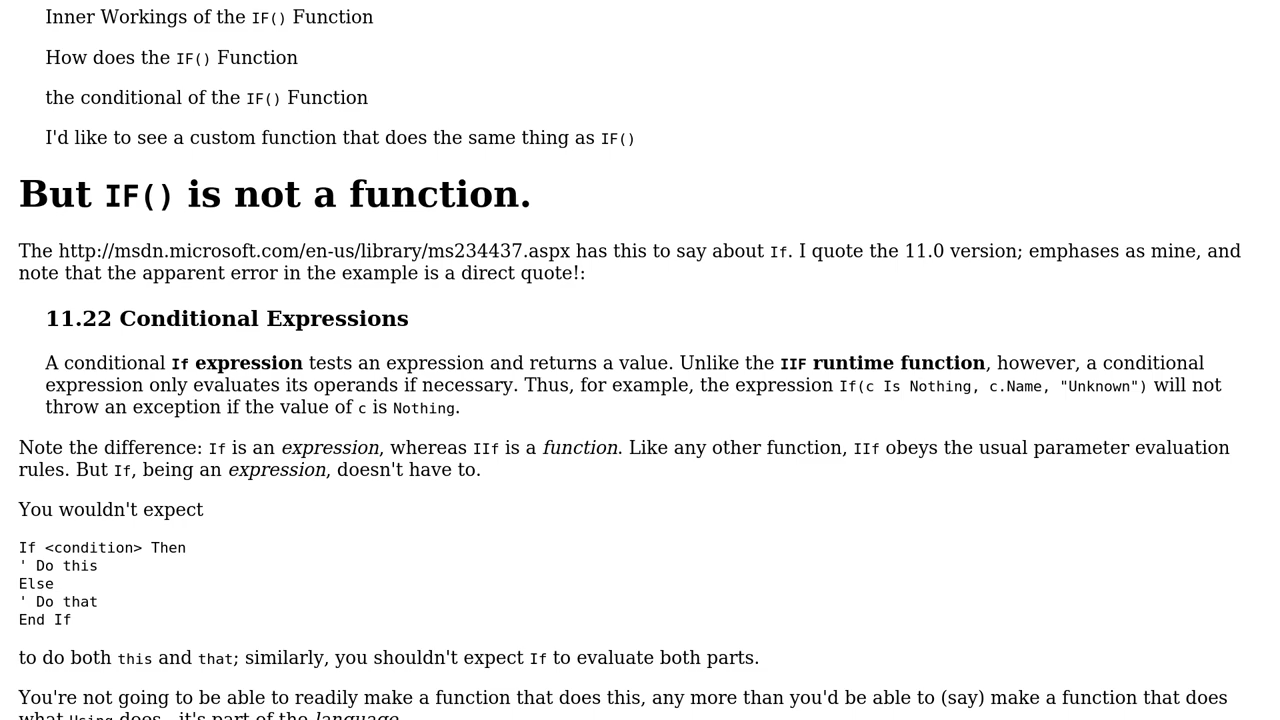 Inner Workings of the IF() Function
How does the IF() Function
the conditional of the IF() Function
I'd like to see a custom function that does the same thing as IF()
But IF() is not a function.
The http://msdn.microsoft.com/en-us/library/ms234437.aspx has this to say about If. I quote the 11.0 version; emphases as mine, and
note that the apparent error in the example is a direct quote!:
11.22 Conditional Expressions
A conditional If expression tests an expression and returns a value. Unlike the IIF runtime function, however, a conditional
expression only evaluates its operands if necessary. Thus, for example, the expression If(c Is Nothing, c.Name, "Unknown") will not
throw an exception if the value of c is Nothing.
Note the difference: If is an expression, whereas IIf is a function. Like any other function, IIf obeys the usual parameter evaluation
rules. But If, being an expression, doesn't have to.
You wouldn't expect
If <condition> Then
' Do this
Else
' Do that
End If
to do both this and that; similarly, you shouldn't expect If to evaluate both parts.
You're not going to be able to readily make a function that does this, any more than you'd be able to (say) make a function that does
what Using does - it's part of the language.